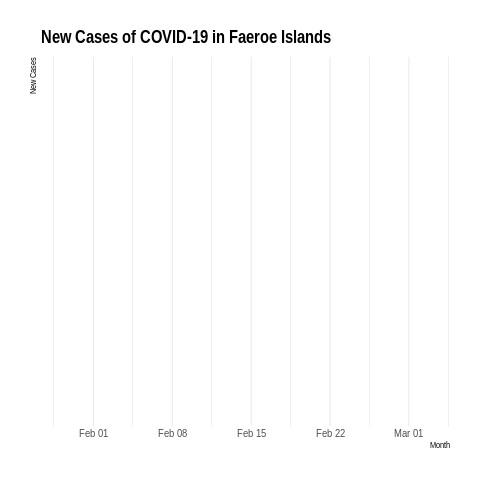 New Cases of COVID-19 in Faeroe Islands
New Cases
Feb 01 Feb 08 Feb 15 Feb 22 Mar 01
Month